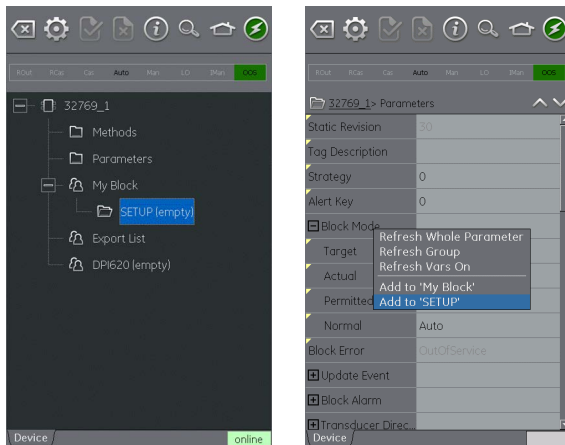 ROut RCas Cas Auto Man LO IMan OOS
32769_1
Methods
Parameters
My Block
SETUP (empty)
Export List
DPI620 (empty)
Device
online
ROut RCas Cas Auto Man LO IMan OOS
32769_1> Parameters
Static Revision 30
Tag Description
Strategy 0
Alert Key 0
Block Mode
Target
Actual
Permitted
Normal Auto
Block Error OutOfService
Update Event
Block Alarm
Transducer Direc...
Refresh Whole Parameter
Refresh Group
Refresh Vars On
Add to 'My Block'
Add to 'SETUP'
Device